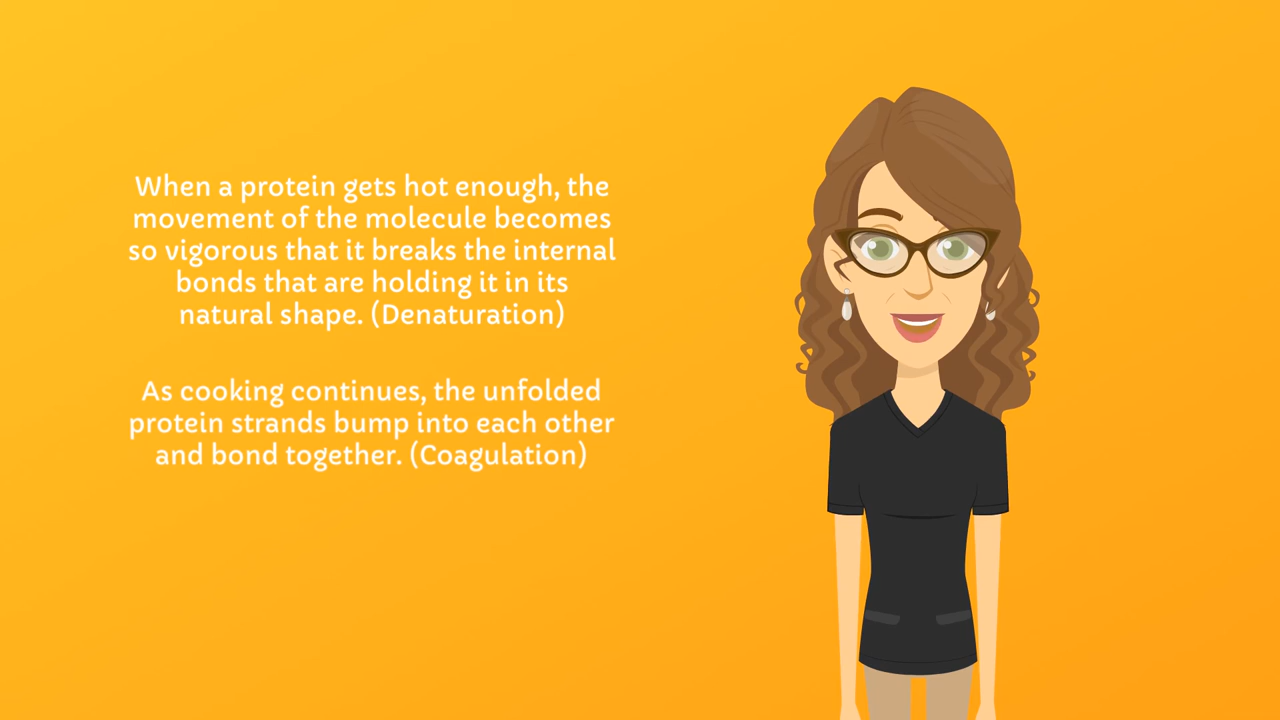 When a protein gets hot enough, the
movement of the molecule becomes
so vigorous that it breaks the internal
bonds that are holding it in its
natural shape. (Denaturation)
As cooking continues, the unfolded
protein strands bump into each other
and bond together. (Coagulation)